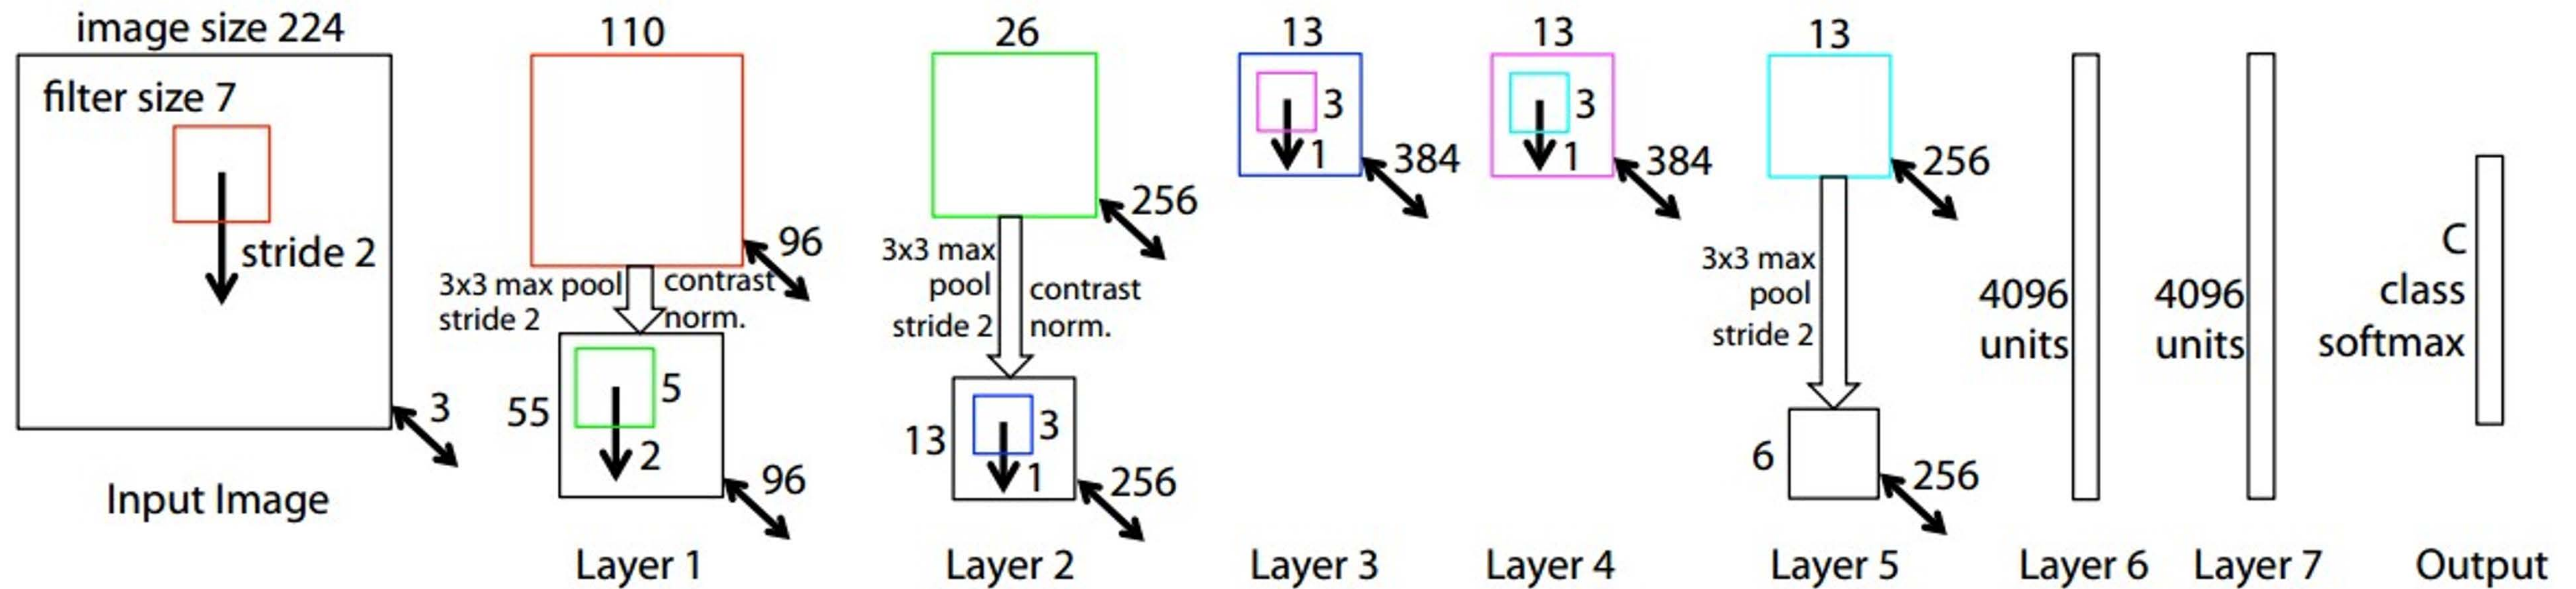 image size 224
filter size 7
stride 2
3
Input Image
110
96
3x3 max pool
stride 2
contrast
norm.
55
5
2
96
Layer 1
26
256
3x3 max
pool
stride 2
contrast
norm.
13
3
1
256
Layer 2
13
3
1
384
Layer 3
13
3
1
384
Layer 4
13
256
3x3 max
pool
stride 2
6
256
Layer 5
4096
units
Layer 6
4096
units
Layer 7
C
class
softmax
Output